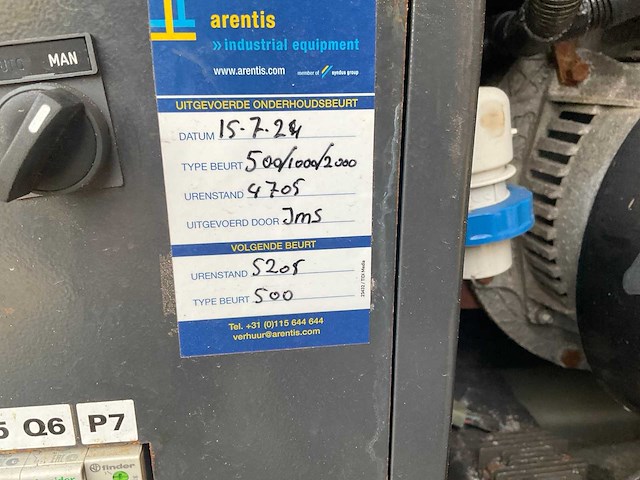 arentis
» industrial equipment
www.arentis.com member of eyedus group
MAN
UITGEVOERDE ONDERHOUDSBEURT
DATUM 15-7-24
TYPE BEURT 500/1000/2000
URENSTAND 4705
UITGEVOERD DOOR JMS
VOLGENDE BEURT
URENSTAND 5205
TYPE BEURT 500
Tel. +31 (0)115 644 644
verhuur@arentis.com
5 Q6 P7
finder